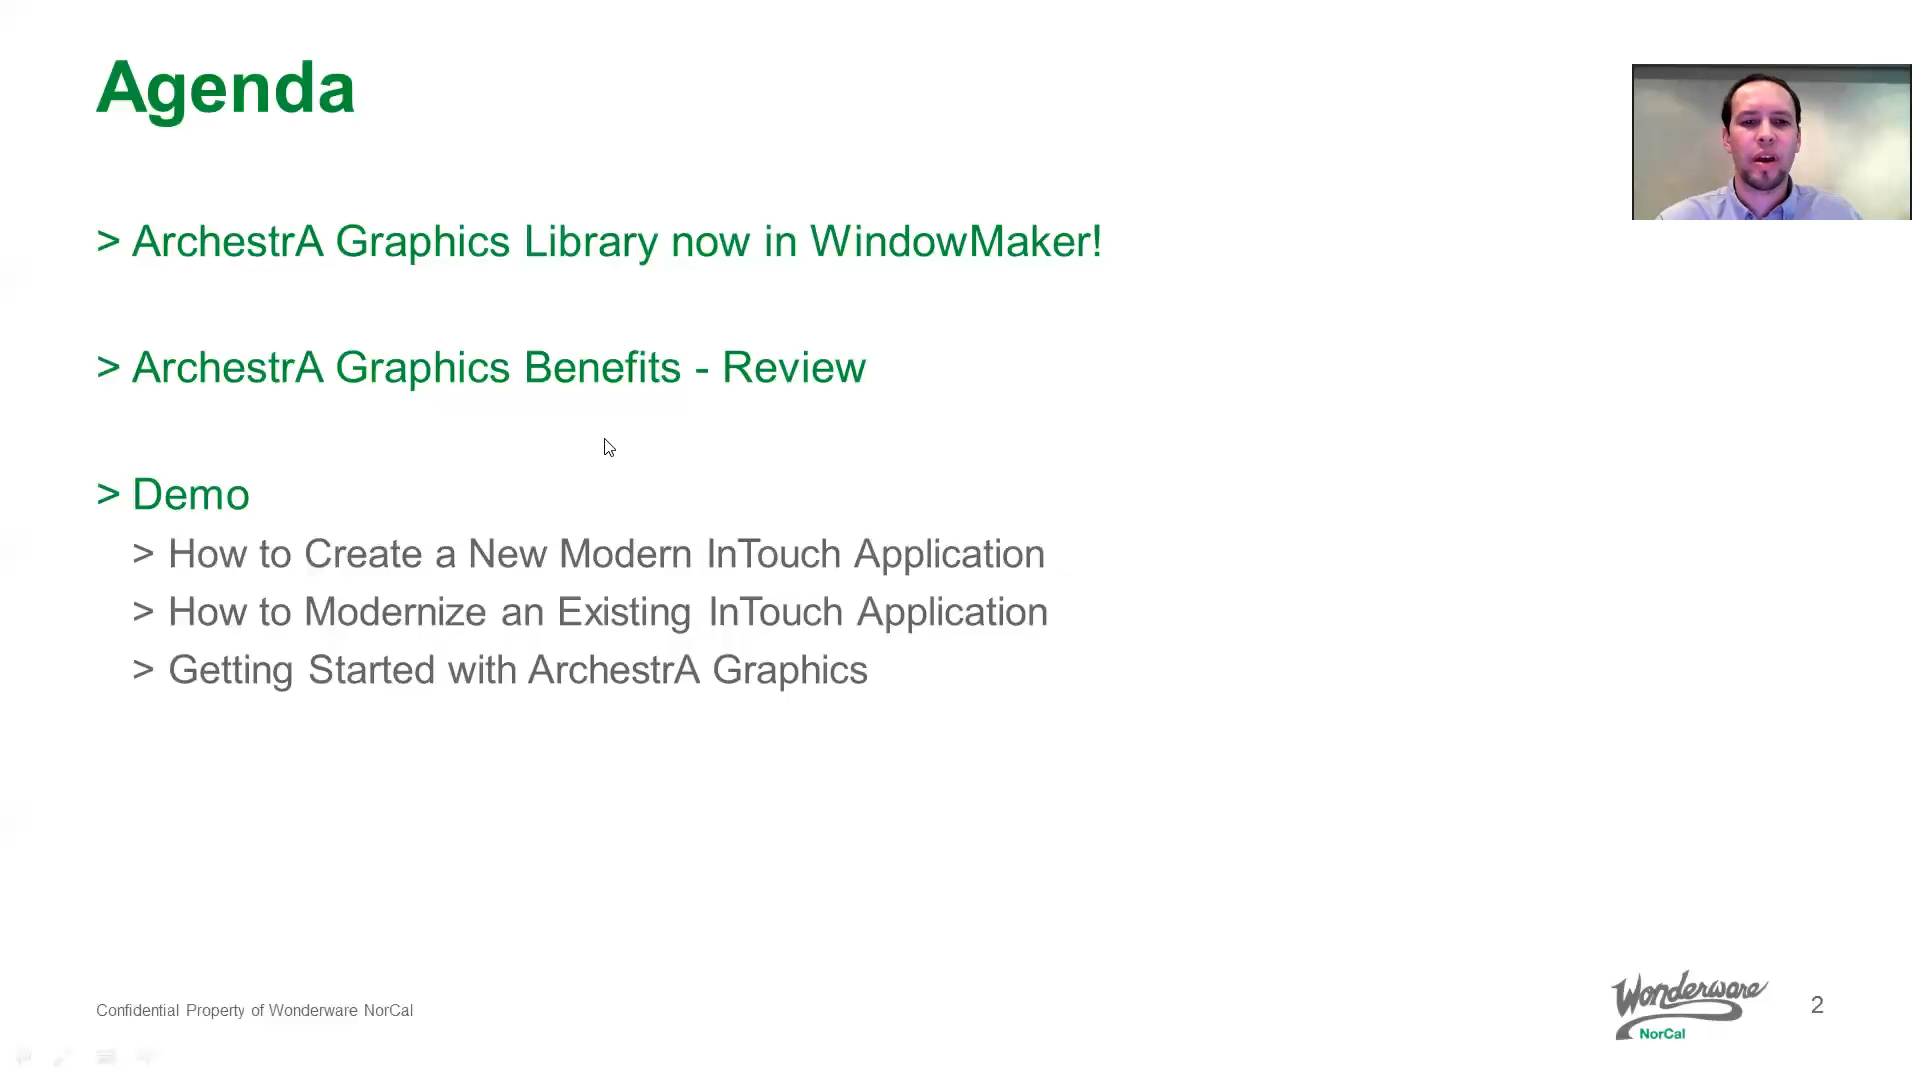 Agenda
> ArchestrA Graphics Library now in WindowMaker!
> ArchestrA Graphics Benefits - Review
> Demo
> How to Create a New Modern InTouch Application
> How to Modernize an Existing InTouch Application
> Getting Started with ArchestrA Graphics
Confidential Property of Wonderware NorCal
Wonderware
NorCal
2